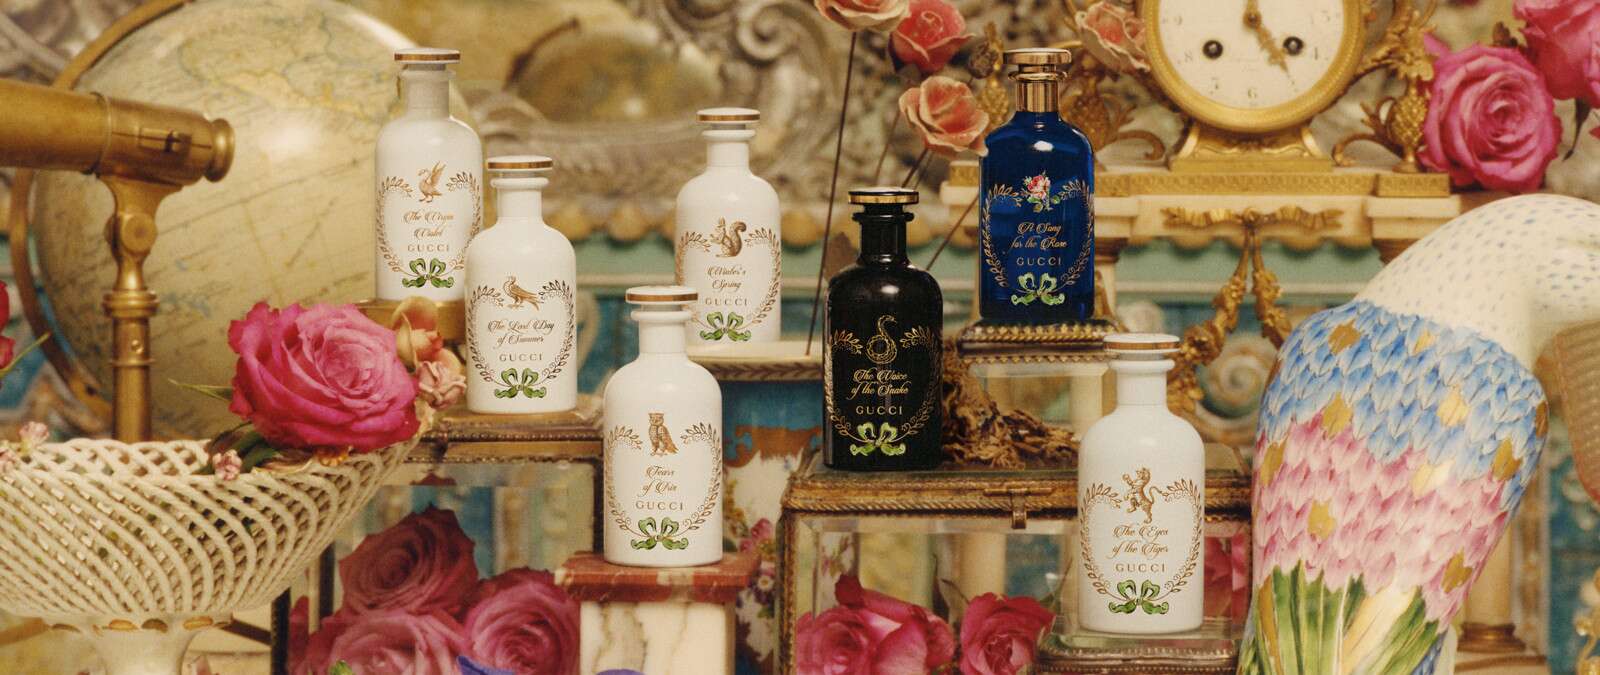 The Virgin
Violet
GUCCI
The Last Day
of Summer
GUCCI
Winter's
Spring
GUCCI
Tears
of Iris
GUCCI
The Voice
of the Snake
GUCCI
A Song
for the Rose
GUCCI
The Eyes
of the Tiger
GUCCI